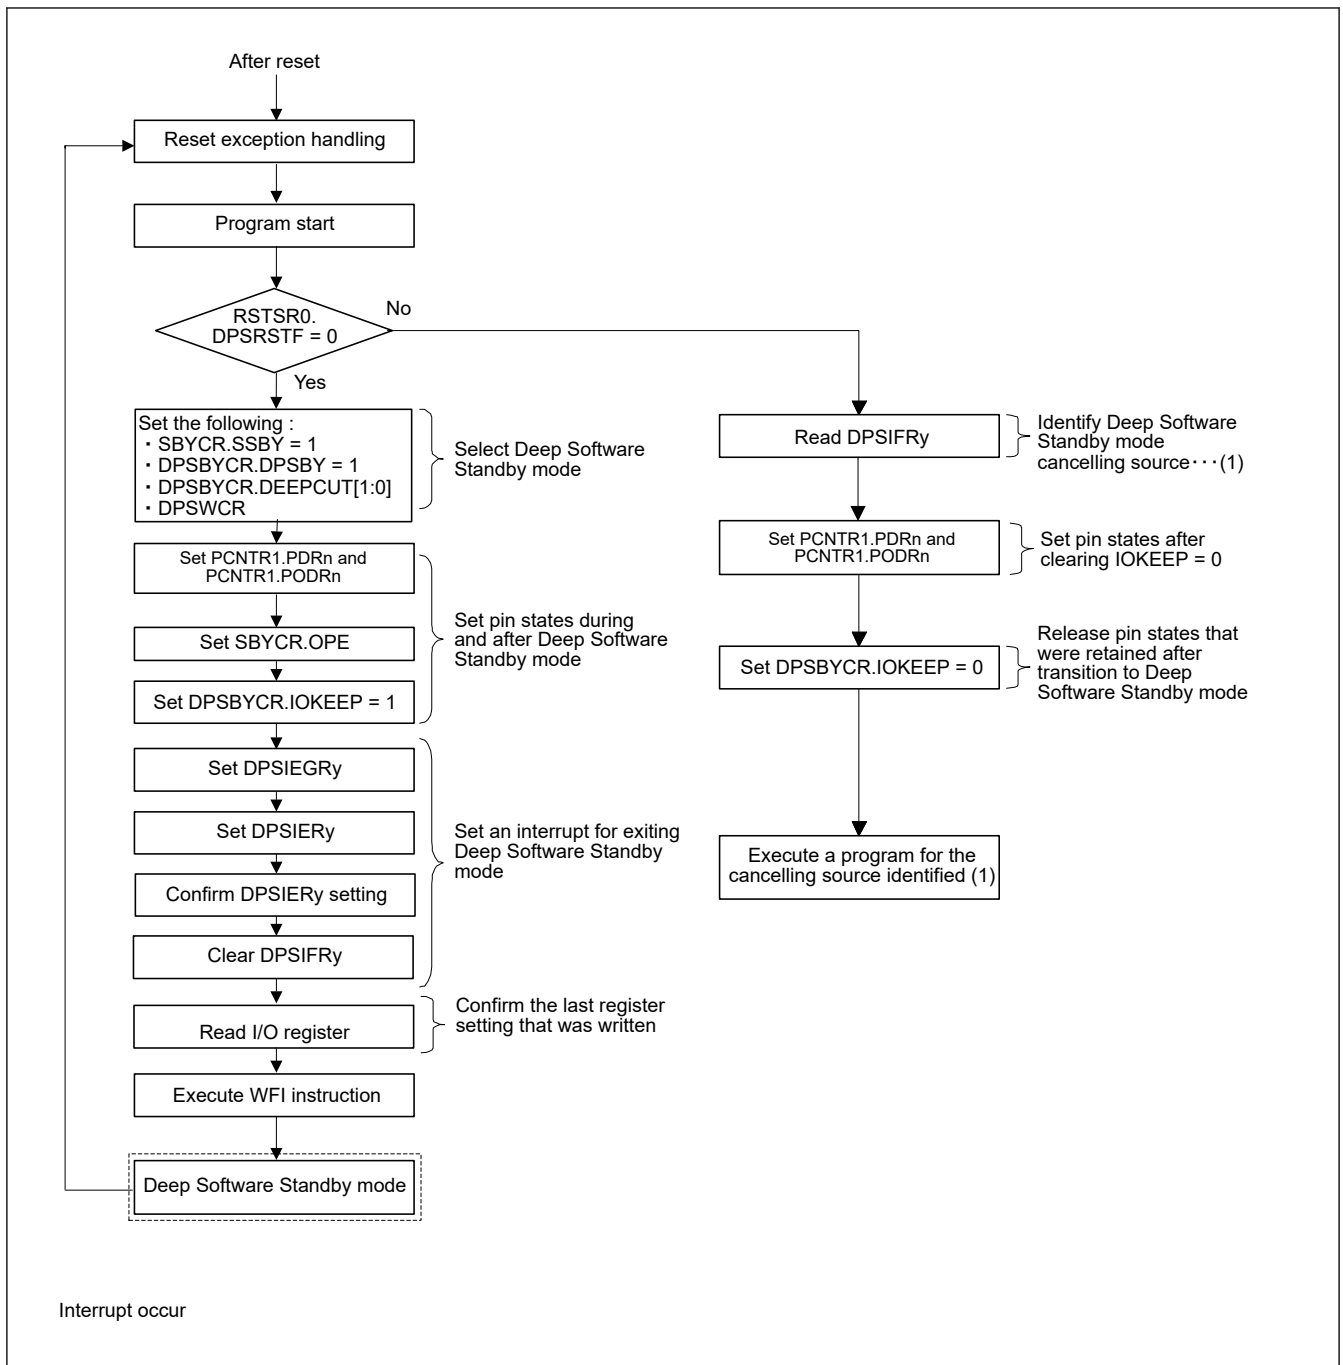 After reset
Reset exception handling
Program start
RSTSR0.
DPSRSTF = 0
No
Yes
Set the following :
・SBYCR.SSBY = 1
・DPSBYCR.DPSBY = 1
・DPSBYCR.DEEPCUT[1:0]
・DPSWCR
Select Deep Software
Standby mode
Set PCNTR1.PDRn and
PCNTR1.PODRn
Set SBYCR.OPE
Set DPSBYCR.IOKEEP = 1
Set pin states during
and after Deep Software
Standby mode
Set DPSIEGRy
Set DPSIERy
Confirm DPSIERy setting
Clear DPSIFRy
Set an interrupt for exiting
Deep Software Standby
mode
Read I/O register
Confirm the last register
setting that was written
Execute WFI instruction
Deep Software Standby mode
Interrupt occur
Read DPSIFRy
Identify Deep Software
Standby mode
cancelling source･･･(1)
Set PCNTR1.PDRn and
PCNTR1.PODRn
Set pin states after
clearing IOKEEP = 0
Set DPSBYCR.IOKEEP = 0
Release pin states that
were retained after
transition to Deep
Software Standby mode
Execute a program for the
cancelling source identified (1)